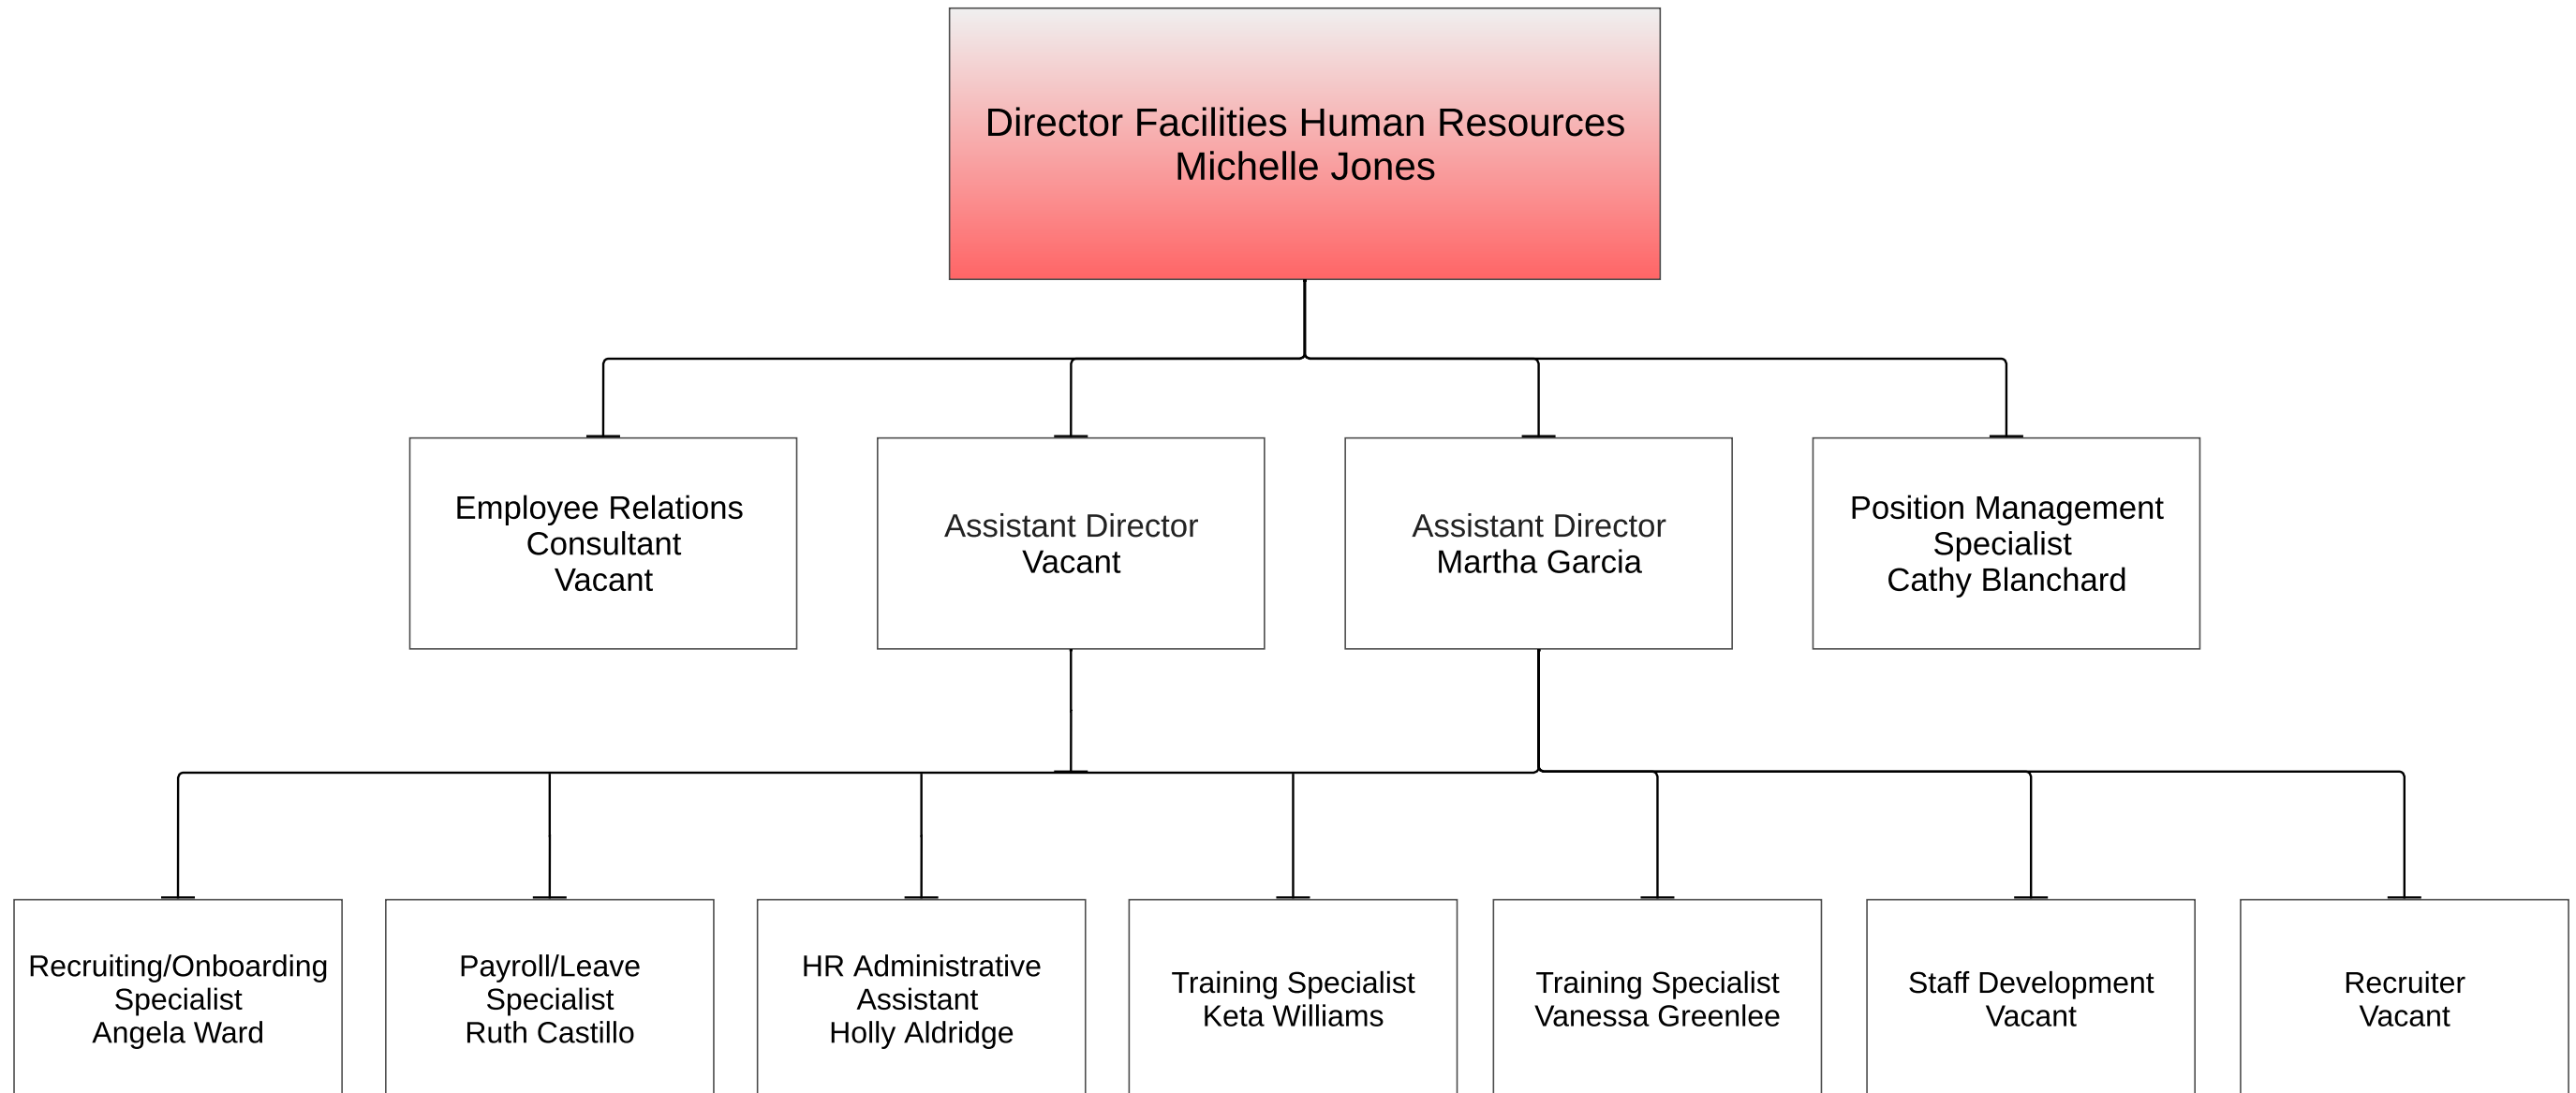 Director Facilities Human Resources
Michelle Jones
Employee Relations
Consultant
Vacant
Assistant Director
Vacant
Assistant Director
Martha Garcia
Position Management
Specialist
Cathy Blanchard
Recruiting/Onboarding
Specialist
Angela Ward
Payroll/Leave
Specialist
Ruth Castillo
HR Administrative
Assistant
Holly Aldridge
Training Specialist
Keta Williams
Training Specialist
Vanessa Greenlee
Staff Development
Vacant
Recruiter
Vacant